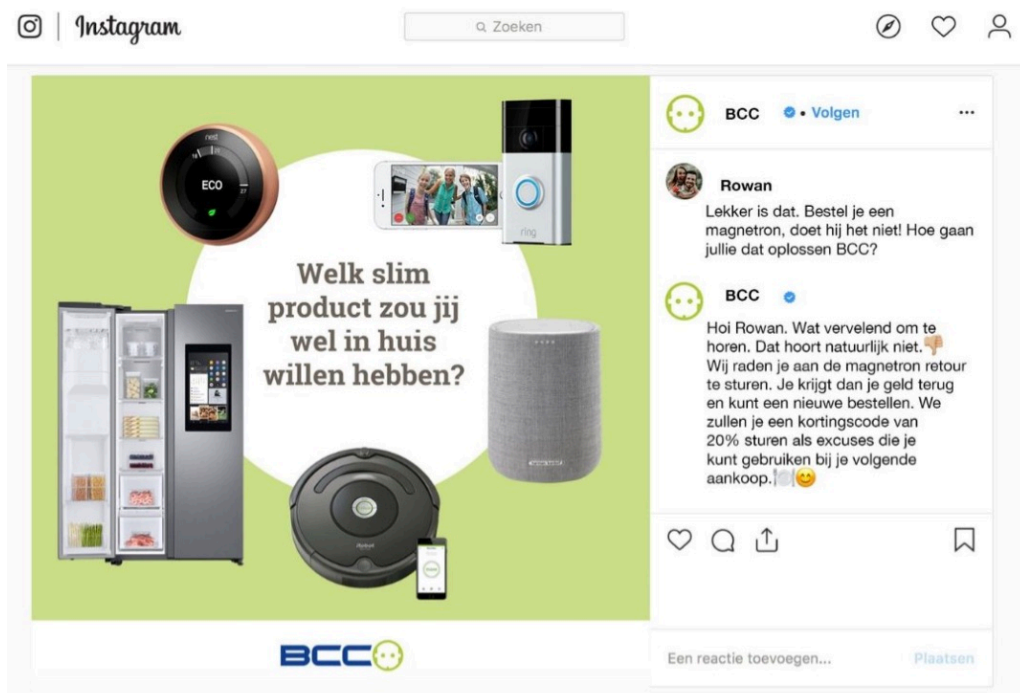 Instagram
Zoeken
nest
ECO
ring
Welk slim
product zou jij
wel in huis
willen hebben?
BCC
BCC • Volgen
Rowan
Lekker is dat. Bestel je een
magnetron, doet hij het niet! Hoe gaan
jullie dat oplossen BCC?
BCC
Hoi Rowan. Wat vervelend om te
horen. Dat hoort natuurlijk niet.👎🏼
Wij raden je aan de magnetron retour
te sturen. Je krijgt dan je geld terug
en kunt een nieuwe bestellen. We
zullen je een kortingscode van
20% sturen als excuses die je
kunt gebruiken bij je volgende
aankoop.🍽️😊
Een reactie toevoegen... Plaatsen